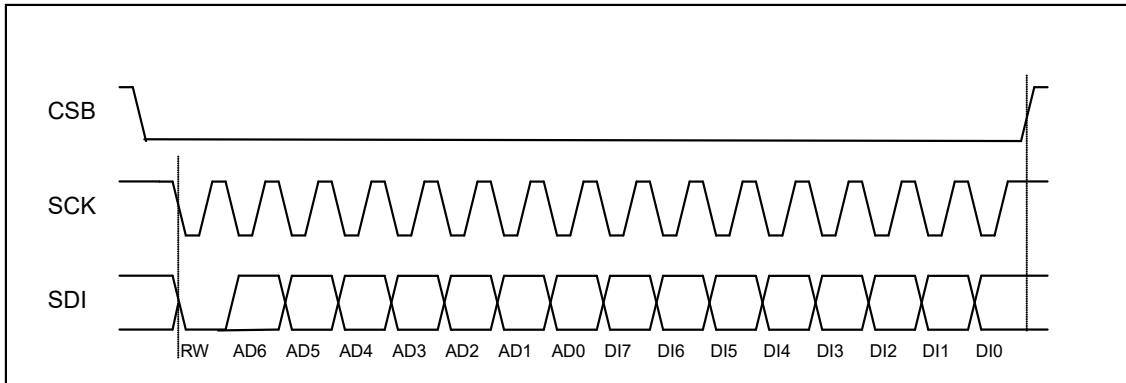 CSB
SCK
SDI
RW AD6 AD5 AD4 AD3 AD2 AD1 AD0 DI7 DI6 DI5 DI4 DI3 DI2 DI1 DI0